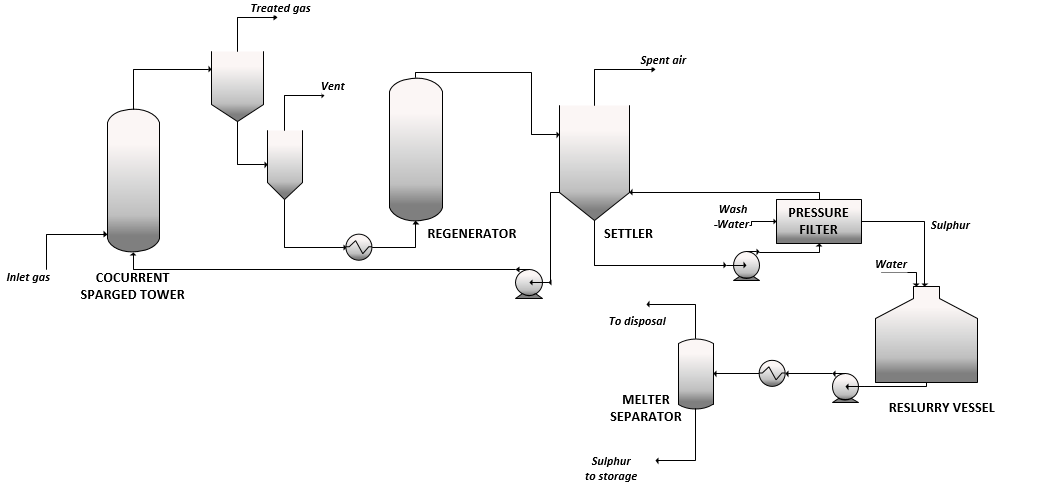 Treated gas
Vent
Spent air
Inlet gas
COCURRENT
SPARGED TOWER
REGENERATOR
SETTLER
Wash
-Water
PRESSURE
FILTER
Sulphur
Water
To disposal
MELTER
SEPARATOR
RESLURRY VESSEL
Sulphur
to storage